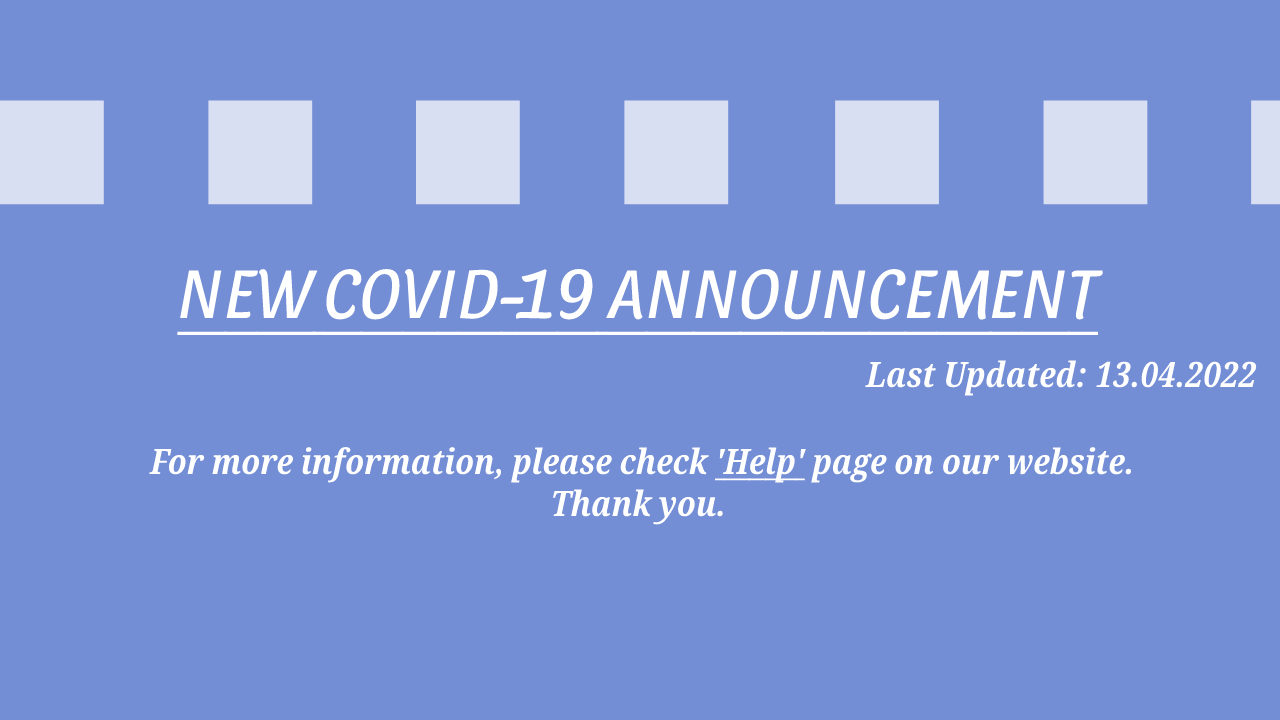 NEW COVID-19 ANNOUNCEMENT
Last Updated: 13.04.2022
For more information, please check 'Help' page on our website.
Thank you.